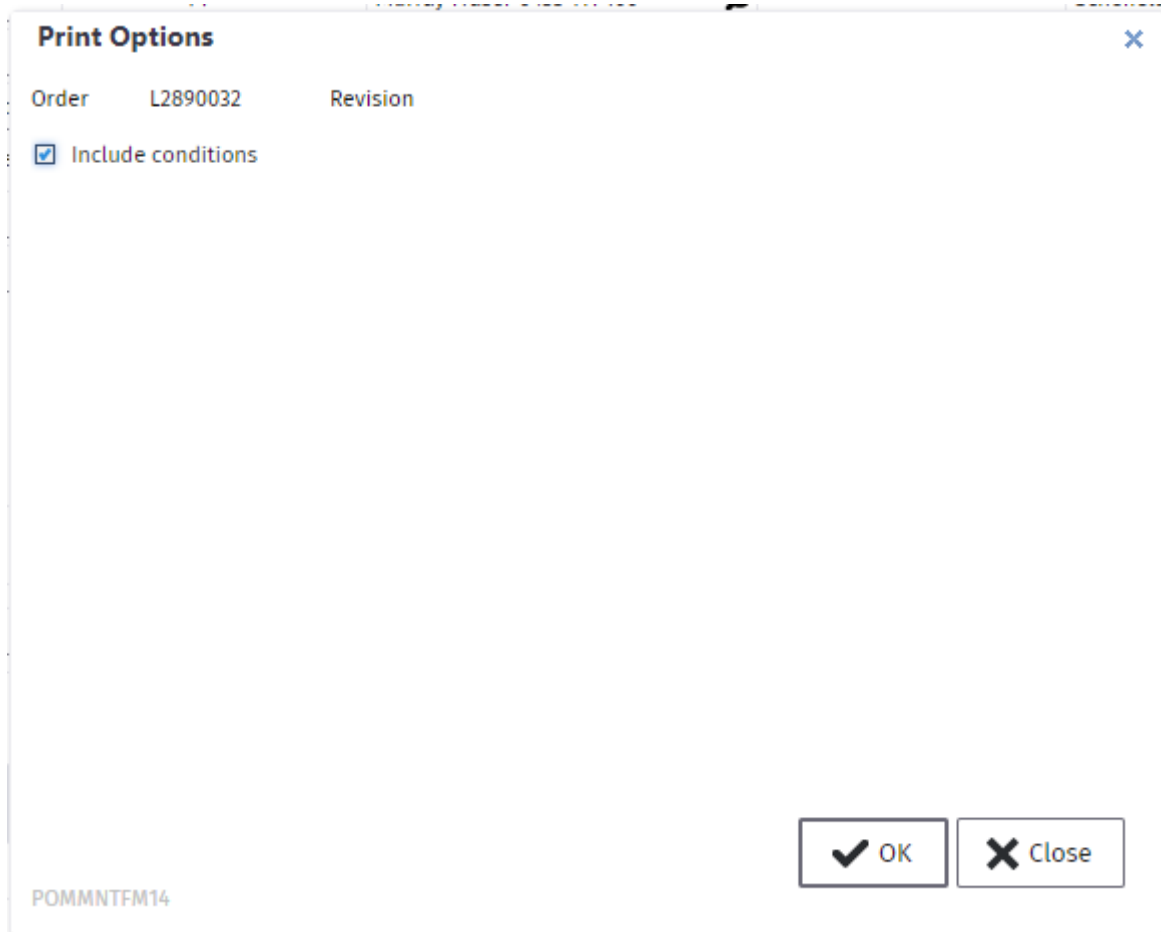 Print Options
Order L2890032 Revision
Include conditions
OK Close
POMMNTFM14